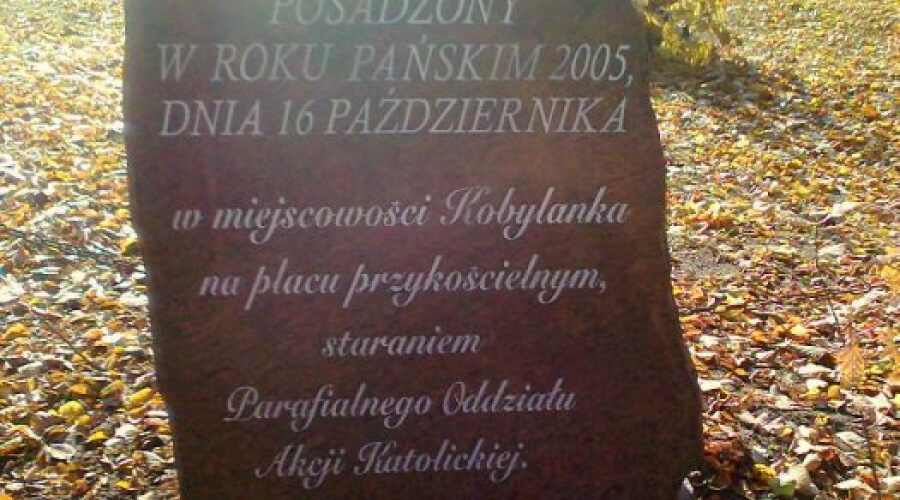 POSADZONY
W ROKU PAŃSKIM 2005,
DNIA 16 PAŹDZIERNIKA
w miejscowości Kobylanka
na placu przykościelnym,
staraniem
Parafialnego Oddziału
Akcji Katolickiej.